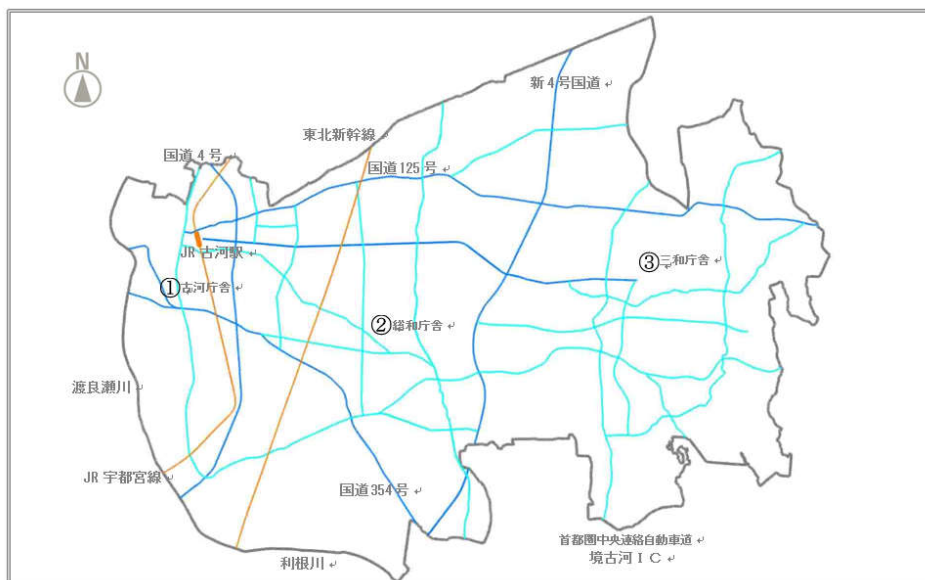 N
新4号国道
東北新幹線
国道4号
国道125号
JR古河駅
③三和庁舎
①古河庁舎
②総和庁舎
渡良瀬川
JR宇都宮線
国道354号
首都圏中央連絡自動車道
境古河IC
利根川